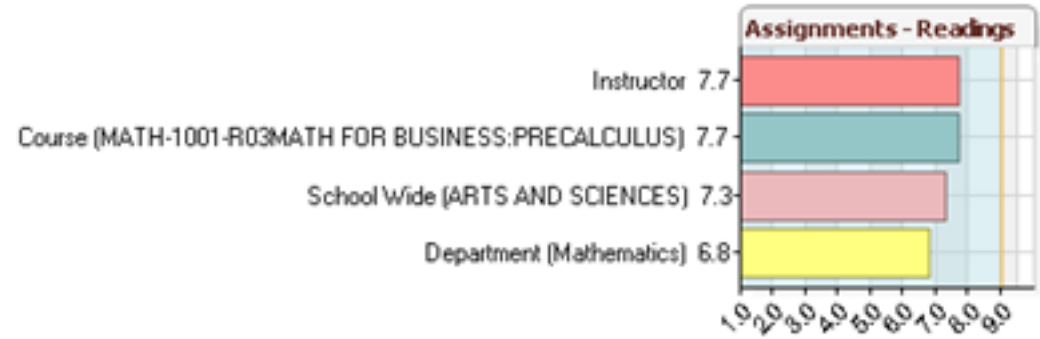 Assignments - Readings
Instructor 7.7
Course (MATH-1001-R03MATH FOR BUSINESS:PRECALCULUS) 7.7
School Wide (ARTS AND SCIENCES) 7.3
Department (Mathematics) 6.8
1.0 2.0 3.0 4.0 5.0 6.0 7.0 8.0 9.0